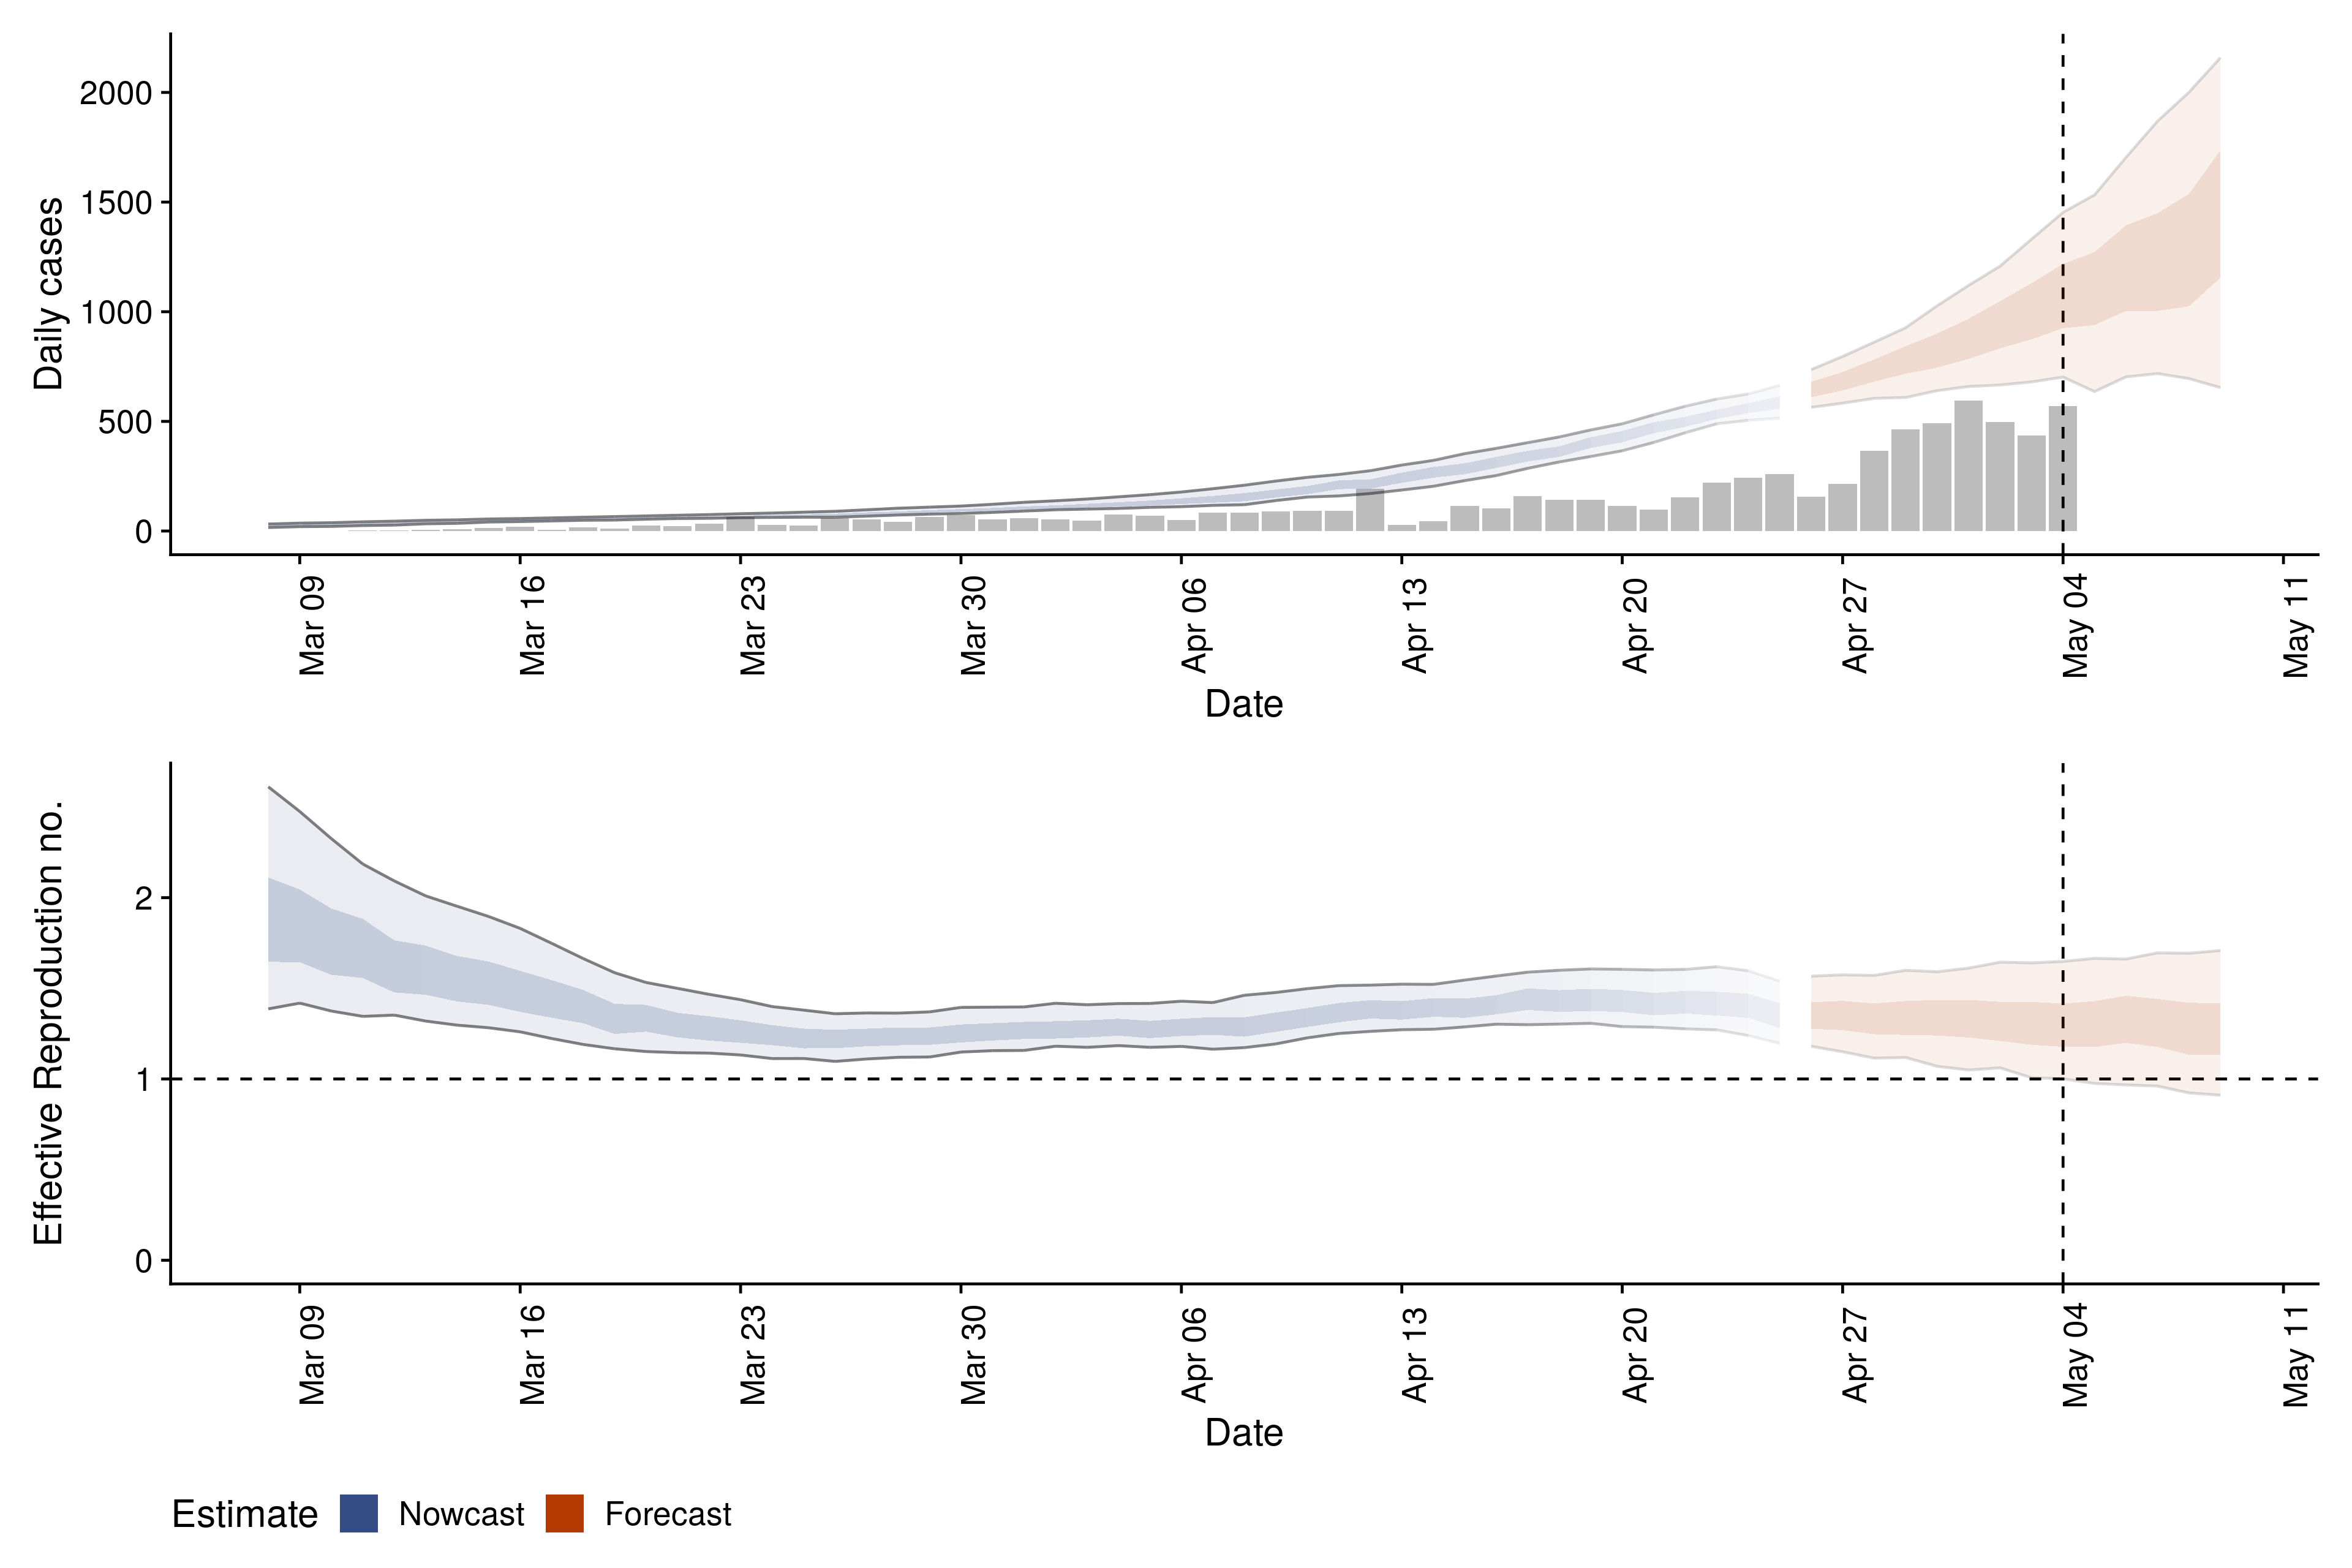 Daily cases
2000
1500
1000
500
0
Mar 09
Mar 16
Mar 23
Mar 30
Apr 06
Apr 13
Apr 20
Apr 27
May 04
May 11
Date
Effective Reproduction no.
2
1
0
Mar 09
Mar 16
Mar 23
Mar 30
Apr 06
Apr 13
Apr 20
Apr 27
May 04
May 11
Date
Estimate Nowcast Forecast